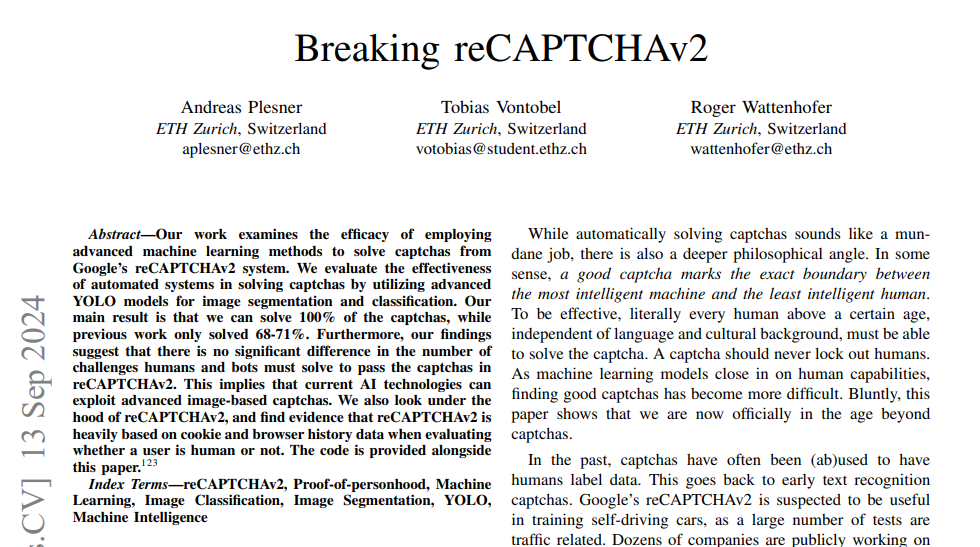 Breaking reCAPTCHAv2
Andreas Plesner
ETH Zurich, Switzerland
aplesner@ethz.ch
Tobias Vontobel
ETH Zurich, Switzerland
votobias@student.ethz.ch
Roger Wattenhofer
ETH Zurich, Switzerland
wattenhofer@ethz.ch
s.CV] 13 Sep 2024
Abstract—Our work examines the efficacy of employing
advanced machine learning methods to solve captchas from
Google's reCAPTCHAv2 system. We evaluate the effectiveness
of automated systems in solving captchas by utilizing advanced
YOLO models for image segmentation and classification. Our
main result is that we can solve 100% of the captchas, while
previous work only solved 68-71%. Furthermore, our findings
suggest that there is no significant difference in the number of
challenges humans and bots must solve to pass the captchas in
reCAPTCHAv2. This implies that current AI technologies can
exploit advanced image-based captchas. We also look under the
hood of reCAPTCHAv2, and find evidence that reCAPTCHAv2 is
heavily based on cookie and browser history data when evaluating
whether a user is human or not. The code is provided alongside
this paper.123
Index Terms—reCAPTCHAv2, Proof-of-personhood, Machine
Learning, Image Classification, Image Segmentation, YOLO,
Machine Intelligence
While automatically solving captchas sounds like a mun-
dane job, there is also a deeper philosophical angle. In some
sense, a good captcha marks the exact boundary between
the most intelligent machine and the least intelligent human.
To be effective, literally every human above a certain age,
independent of language and cultural background, must be able
to solve the captcha. A captcha should never lock out humans.
As machine learning models close in on human capabilities,
finding good captchas has become more difficult. Bluntly, this
paper shows that we are now officially in the age beyond
captchas.
In the past, captchas have often been (ab)used to have
humans label data. This goes back to early text recognition
captchas. Google's reCAPTCHAv2 is suspected to be useful
in training self-driving cars, as a large number of tests are
traffic related. Dozens of companies are publicly working on